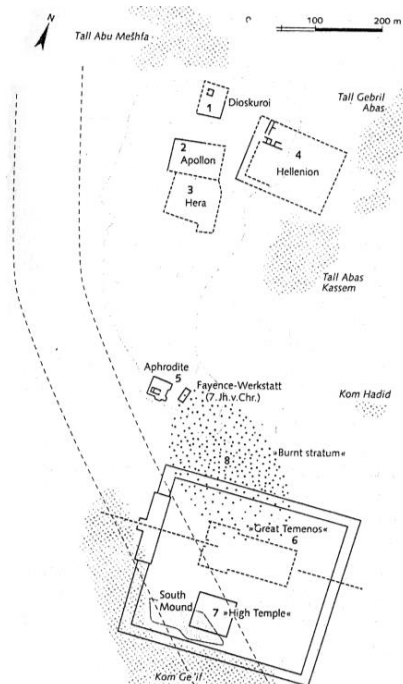 N
0 100 200 m
Tall Abu Mešhfa
Dioskuroi
1
Tall Gebril
Abas
2
Apollon
4
Hellenion
3
Hera
Tall Abas
Kassem
Aphrodite
5
Fayence-Werkstatt
(7. Jh.v.Chr.)
Kom Hadid
8
»Burnt stratum«
»Great Temenos«
6
South
Mound
7 »High Temple«
Kom Ge'if